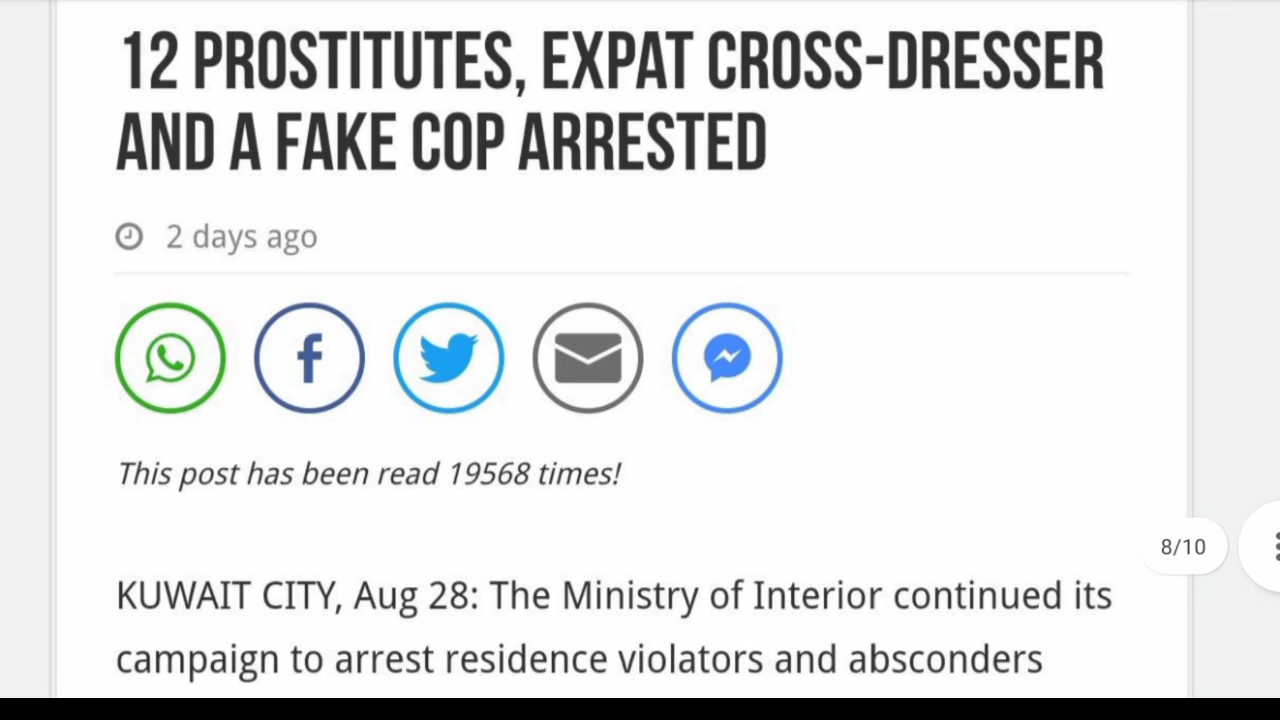 12 PROSTITUTES, EXPAT CROSS-DRESSER
AND A FAKE COP ARRESTED
2 days ago
This post has been read 19568 times!
8/10
KUWAIT CITY, Aug 28: The Ministry of Interior continued its
campaign to arrest residence violators and absconders